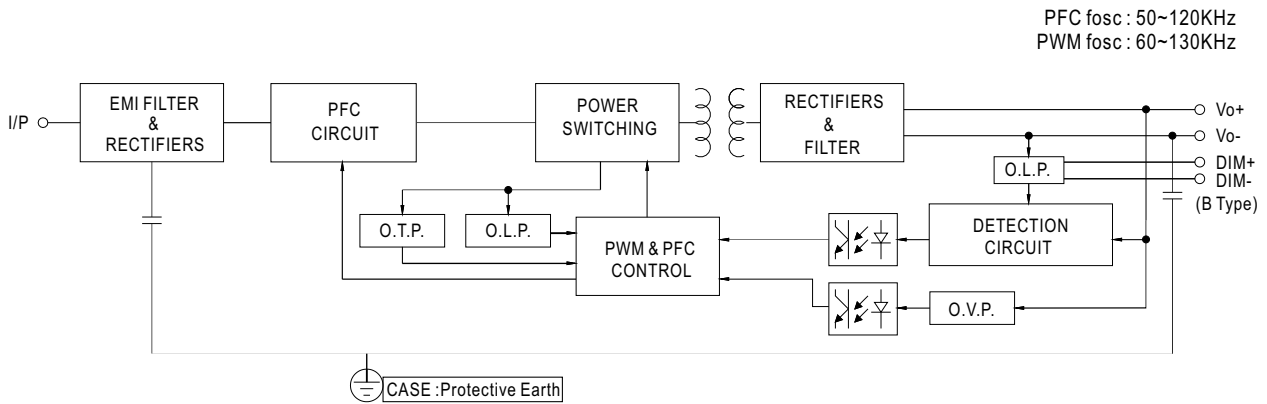 PFC fosc : 50~120KHz
PWM fosc : 60~130KHz
I/P
EMI FILTER
&
RECTIFIERS
PFC
CIRCUIT
POWER
SWITCHING
RECTIFIERS
&
FILTER
Vo+
Vo-
DIM+
DIM-
(B Type)
O.L.P.
O.T.P.
O.L.P.
PWM & PFC
CONTROL
DETECTION
CIRCUIT
O.V.P.
CASE :Protective Earth